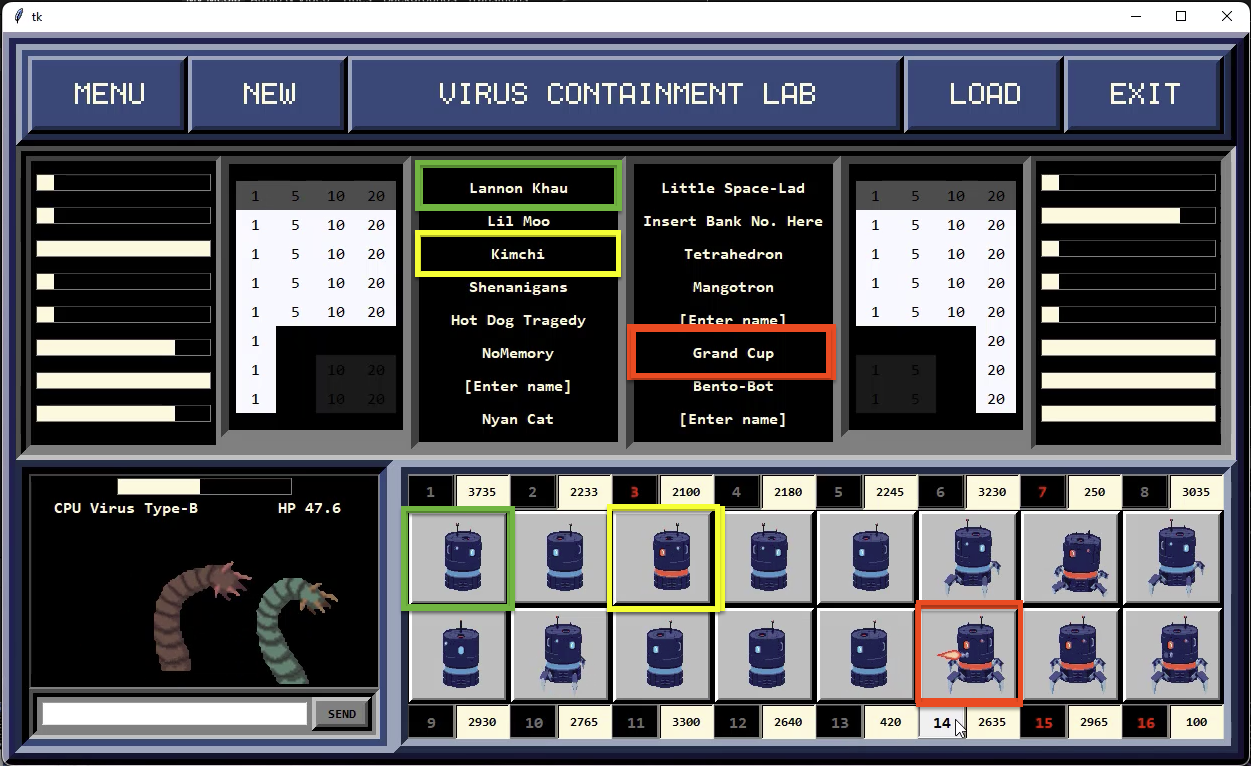 tk
MENU NEW VIRUS CONTAINMENT LAB LOAD EXIT
1 5 10 20 Lannon Khau Little Space-Lad 1 5 10 20
1 5 10 20 Lil Moo Insert Bank No. Here 1 5 10 20
1 5 10 20 Kimchi Tetrahedron 1 5 10 20
1 5 10 20 Shenanigans Mangotron 1 5 10 20
1 5 10 20 Hot Dog Tragedy [Enter name] 1 5 10 20
1 NoMemory Grand Cup 20
1 10 20 [Enter name] Bento-Bot 1 5 20
1 10 20 Nyan Cat [Enter name] 1 5 20
CPU Virus Type-B HP 47.6
SEND
1 3735 2 2233 3 2100 4 2180 5 2245 6 3230 7 250 8 3035
9 2930 10 2765 11 3300 12 2640 13 420 14 2635 15 2965 16 100